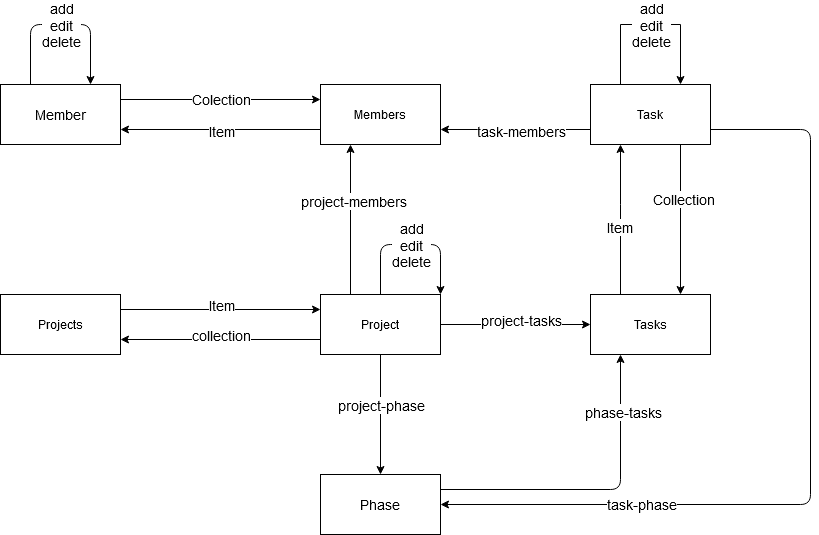 add
edit
delete
add
edit
delete
Member
Colection
Item
Members
task-members
Task
project-members
Item
Collection
add
edit
delete
Projects
Item
collection
Project
project-tasks
Tasks
project-phase
phase-tasks
Phase
task-phase